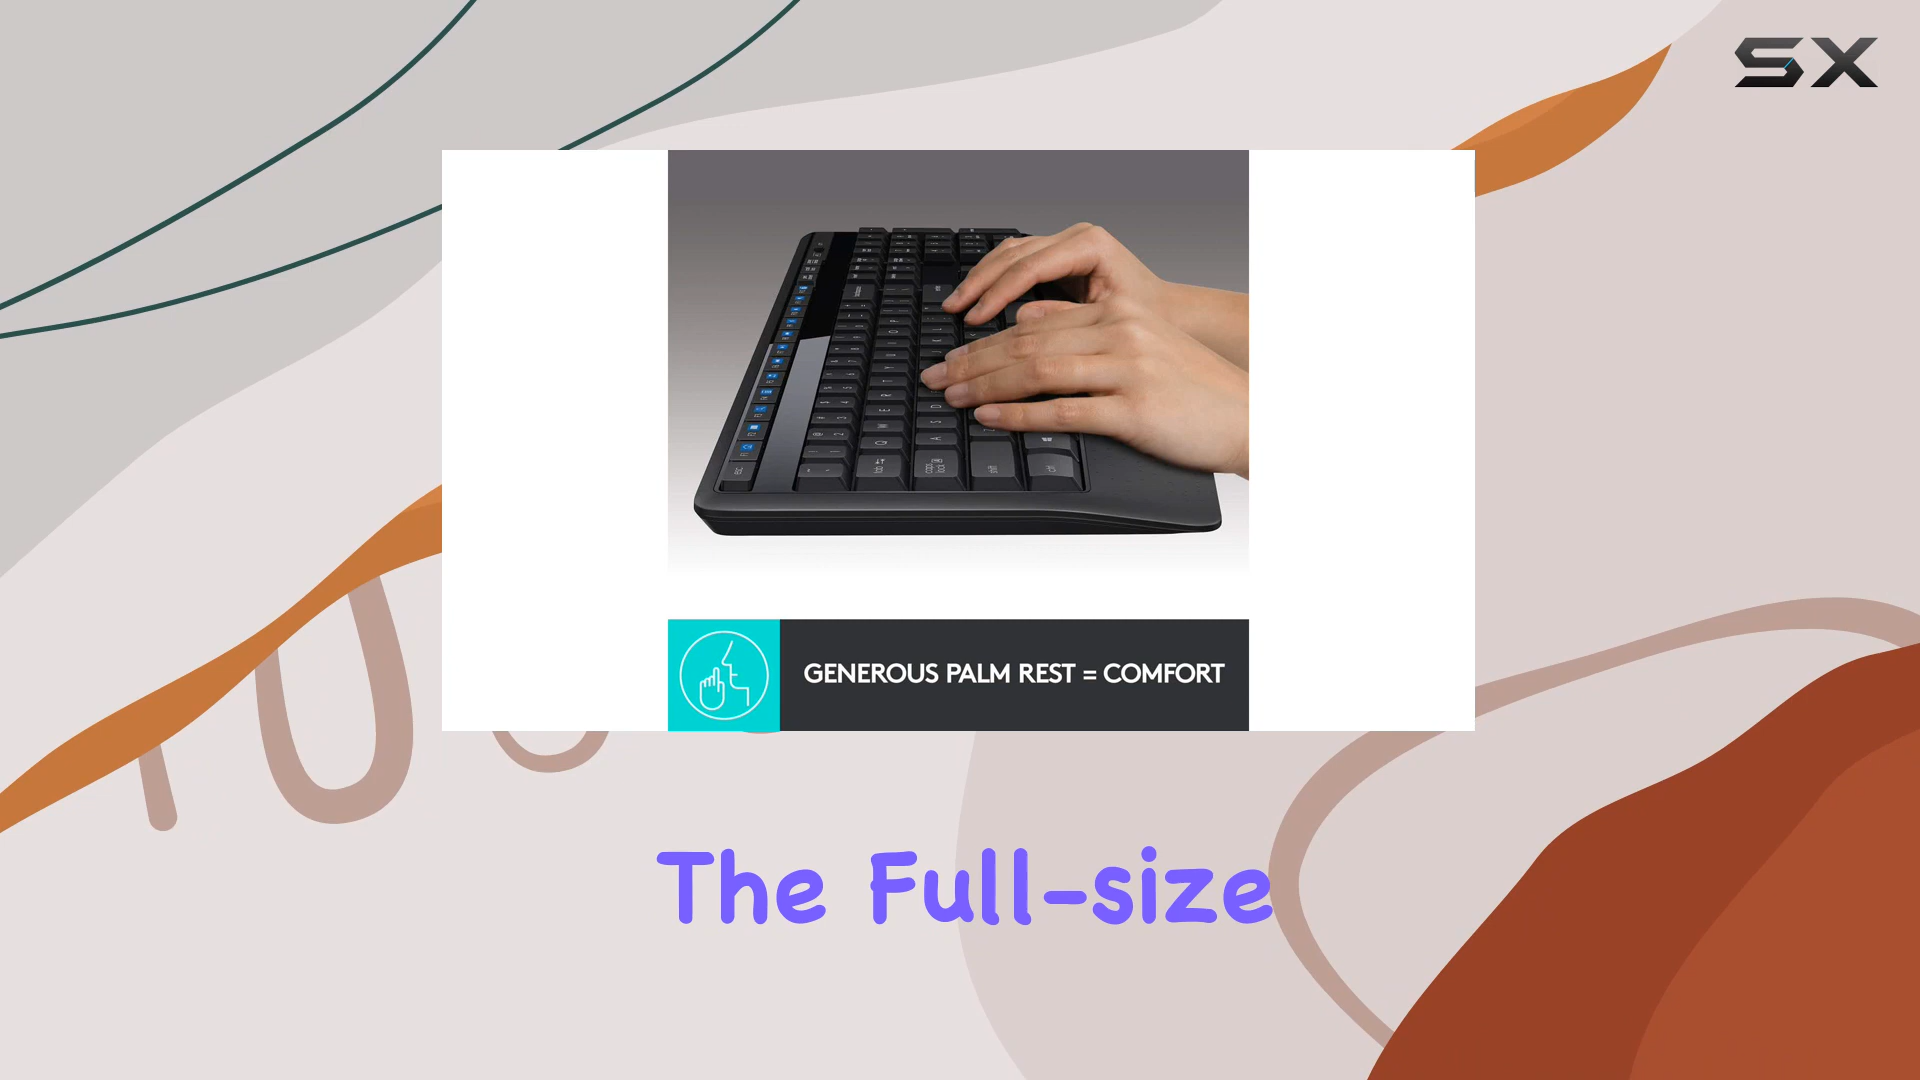 SX
GENEROUS PALM REST = COMFORT
The Full-size